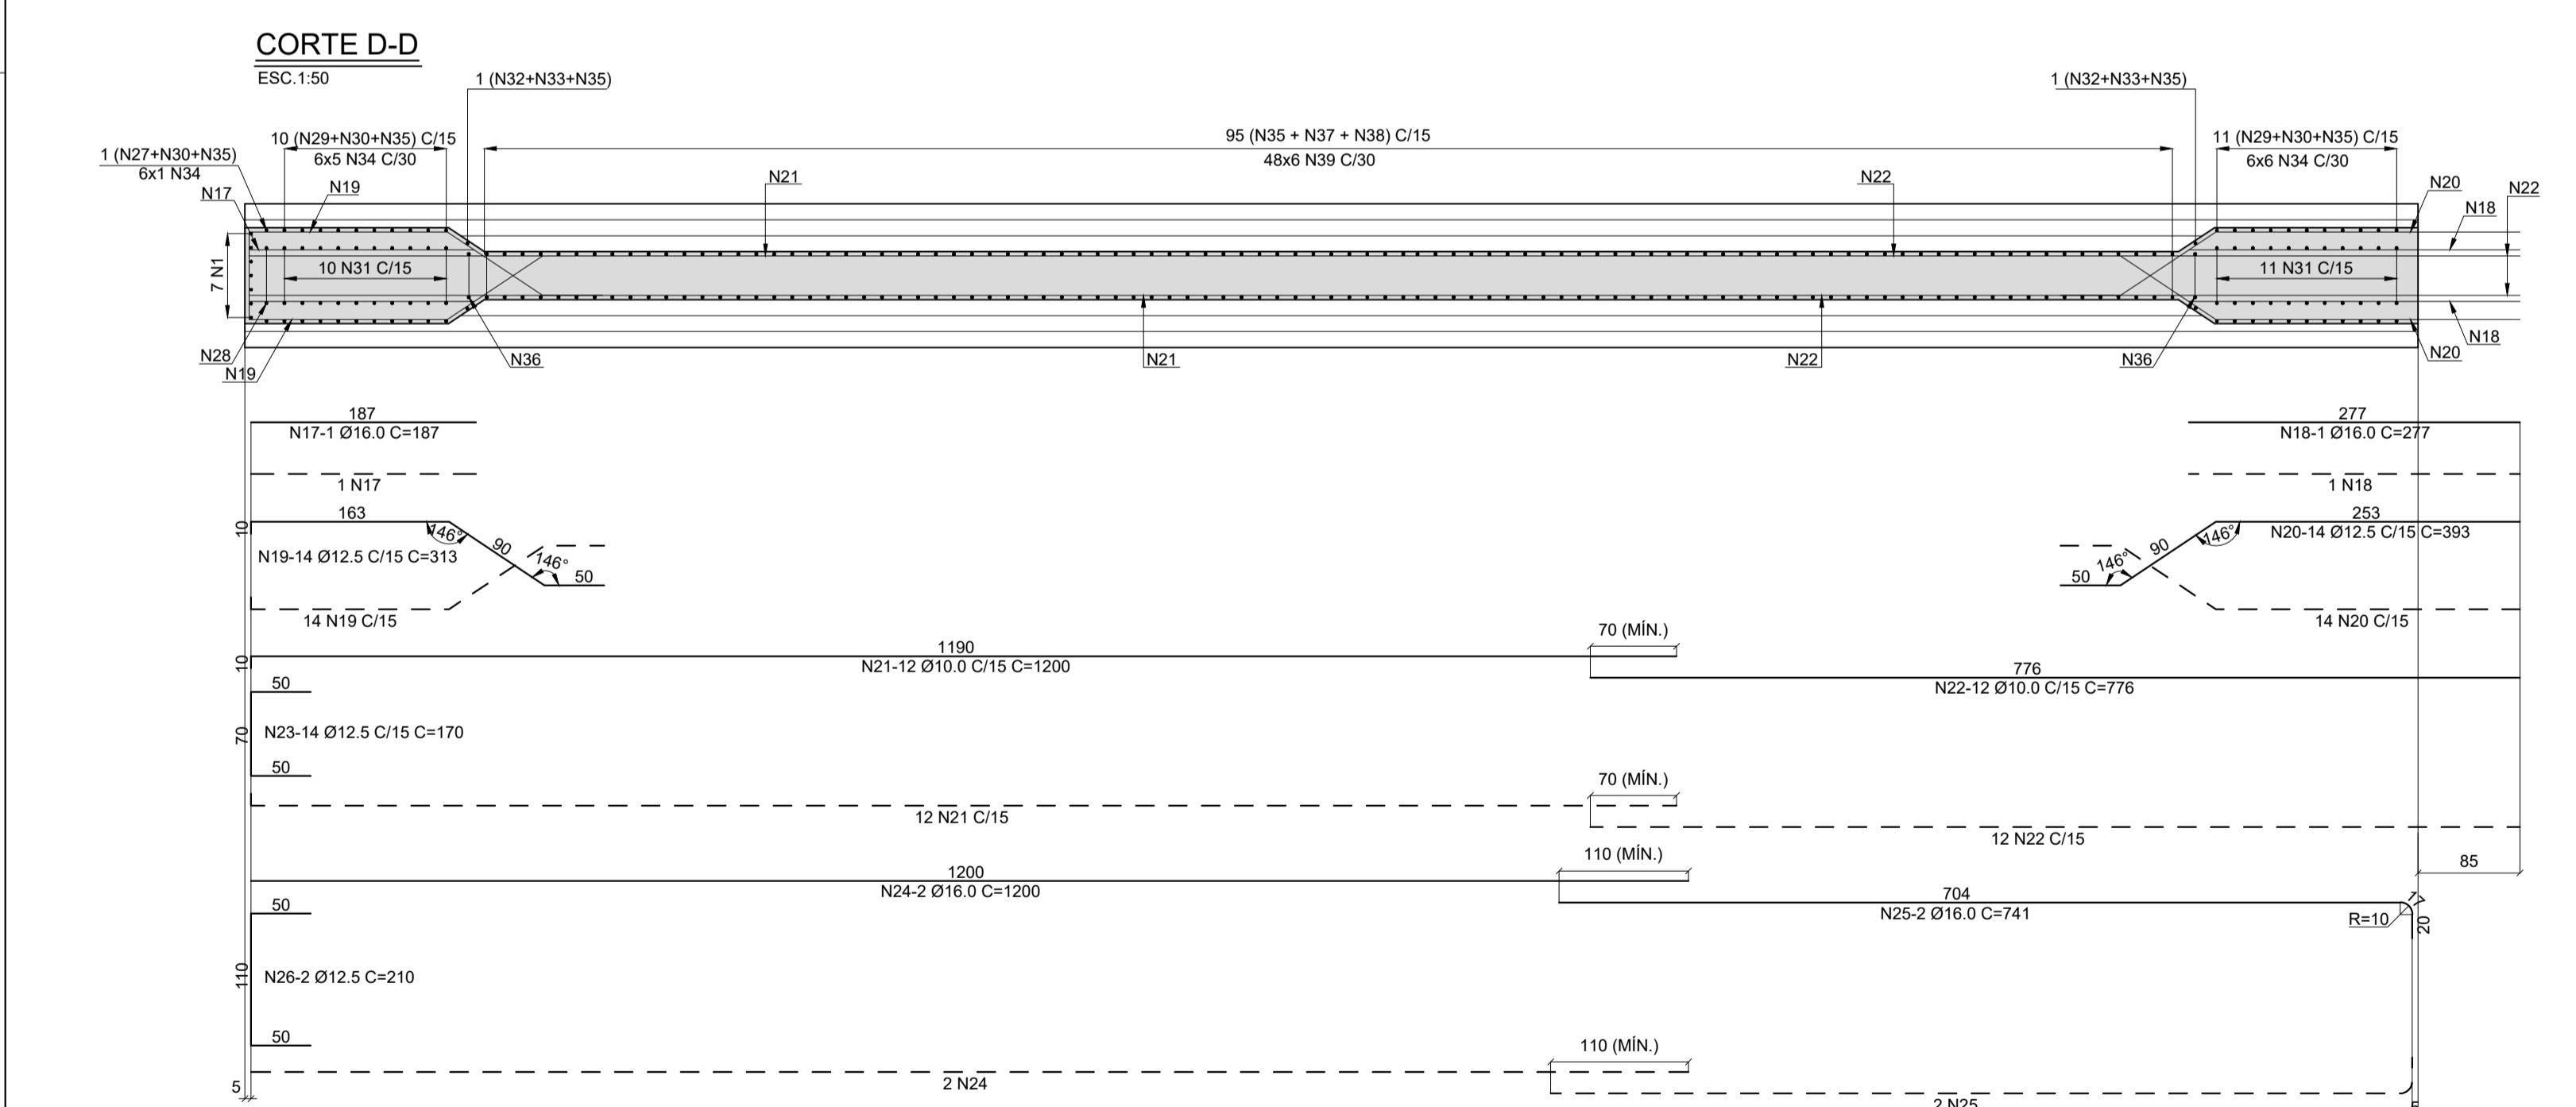 CORTE D-D
ESC.1:50
1 (N32+N33+N35)
1 (N32+N33+N35)
10 (N29+N30+N35) C/15
6x5 N34 C/30
95 (N35 + N37 + N38) C/15
48x6 N39 C/30
11 (N29+N30+N35) C/15
6x6 N34 C/30
1 (N27+N30+N35)
6x1 N34
N17
N19
N21
N22
N20
N22
N18
7 N1
10 N31 C/15
11 N31 C/15
N28
N19
N36
N21
N22
N36
N18
N20
187
N17-1 Ø16.0 C=187
277
N18-1 Ø16.0 C=277
1 N17
1 N18
10
163
146°
90
146°
50
N19-14 Ø12.5 C/15 C=313
14 N19 C/15
253
N20-14 Ø12.5 C/15 C=393
146°
90
146°
50
14 N20 C/15
10
1190
N21-12 Ø10.0 C/15 C=1200
70 (MÍN.)
776
N22-12 Ø10.0 C/15 C=776
50
70
N23-14 Ø12.5 C/15 C=170
50
70 (MÍN.)
12 N21 C/15
12 N22 C/15
85
110 (MÍN.)
1200
N24-2 Ø16.0 C=1200
704
N25-2 Ø16.0 C=741
17
R=10
20
50
110
N26-2 Ø12.5 C=210
50
110 (MÍN.)
2 N24
5
2 N25
5